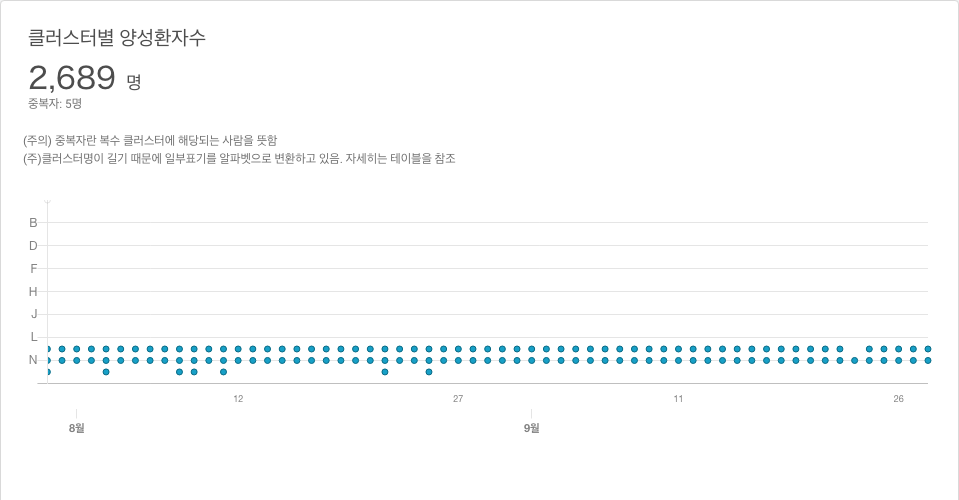 클러스터별 양성환자수
2,689 명
중복자: 5명
(주의) 중복자란 복수 클러스터에 해당되는 사람을 뜻함
(주)클러스터명이 길기 때문에 일부표기를 알파벳으로 변환하고 있음. 자세히는 테이블을 참조
B
D
F
H
J
L
N
12 27 11 26
8월 9월